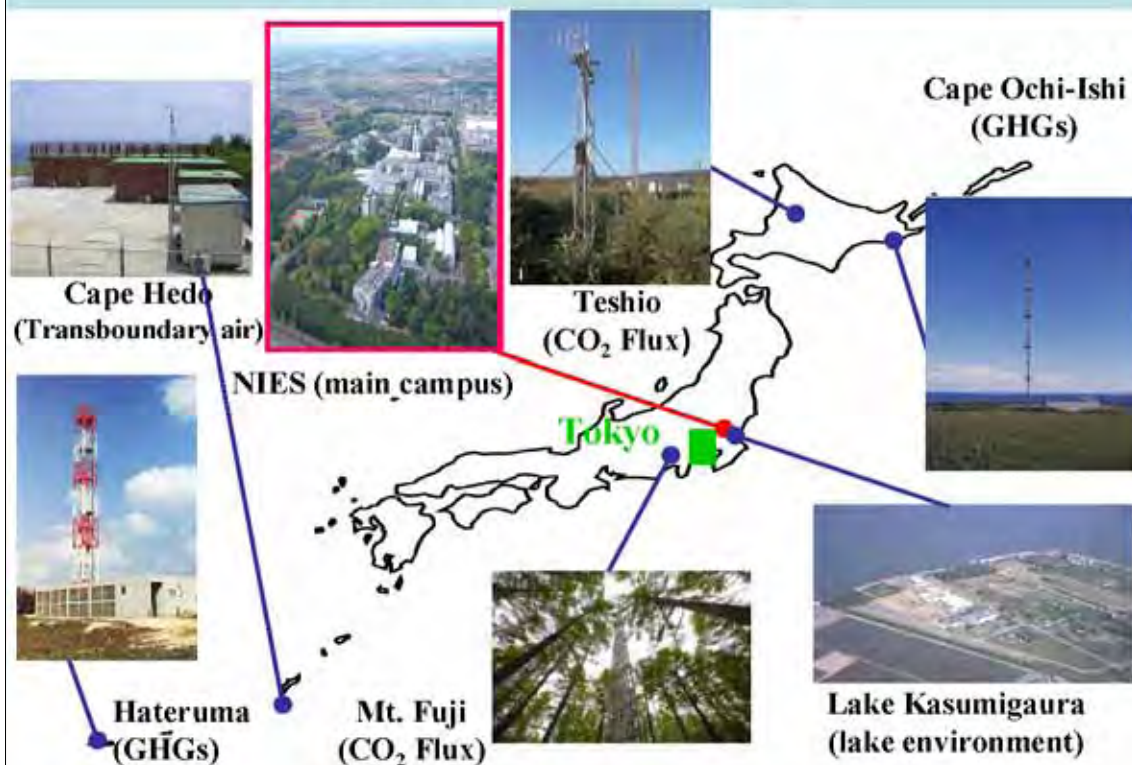 Cape Ochi-Ishi
(GHGs)
Cape Hedo
(Transboundary air)
Teshio
(CO₂ Flux)
NIES (main campus)
Tokyo
Hateruma
(GHGs)
Mt. Fuji
(CO₂ Flux)
Lake Kasumigaura
(lake environment)